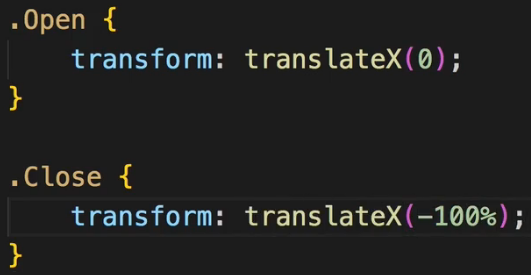 .Open {
    transform: translateX(0);
}
.Close {
    transform: translateX(-100%);
}